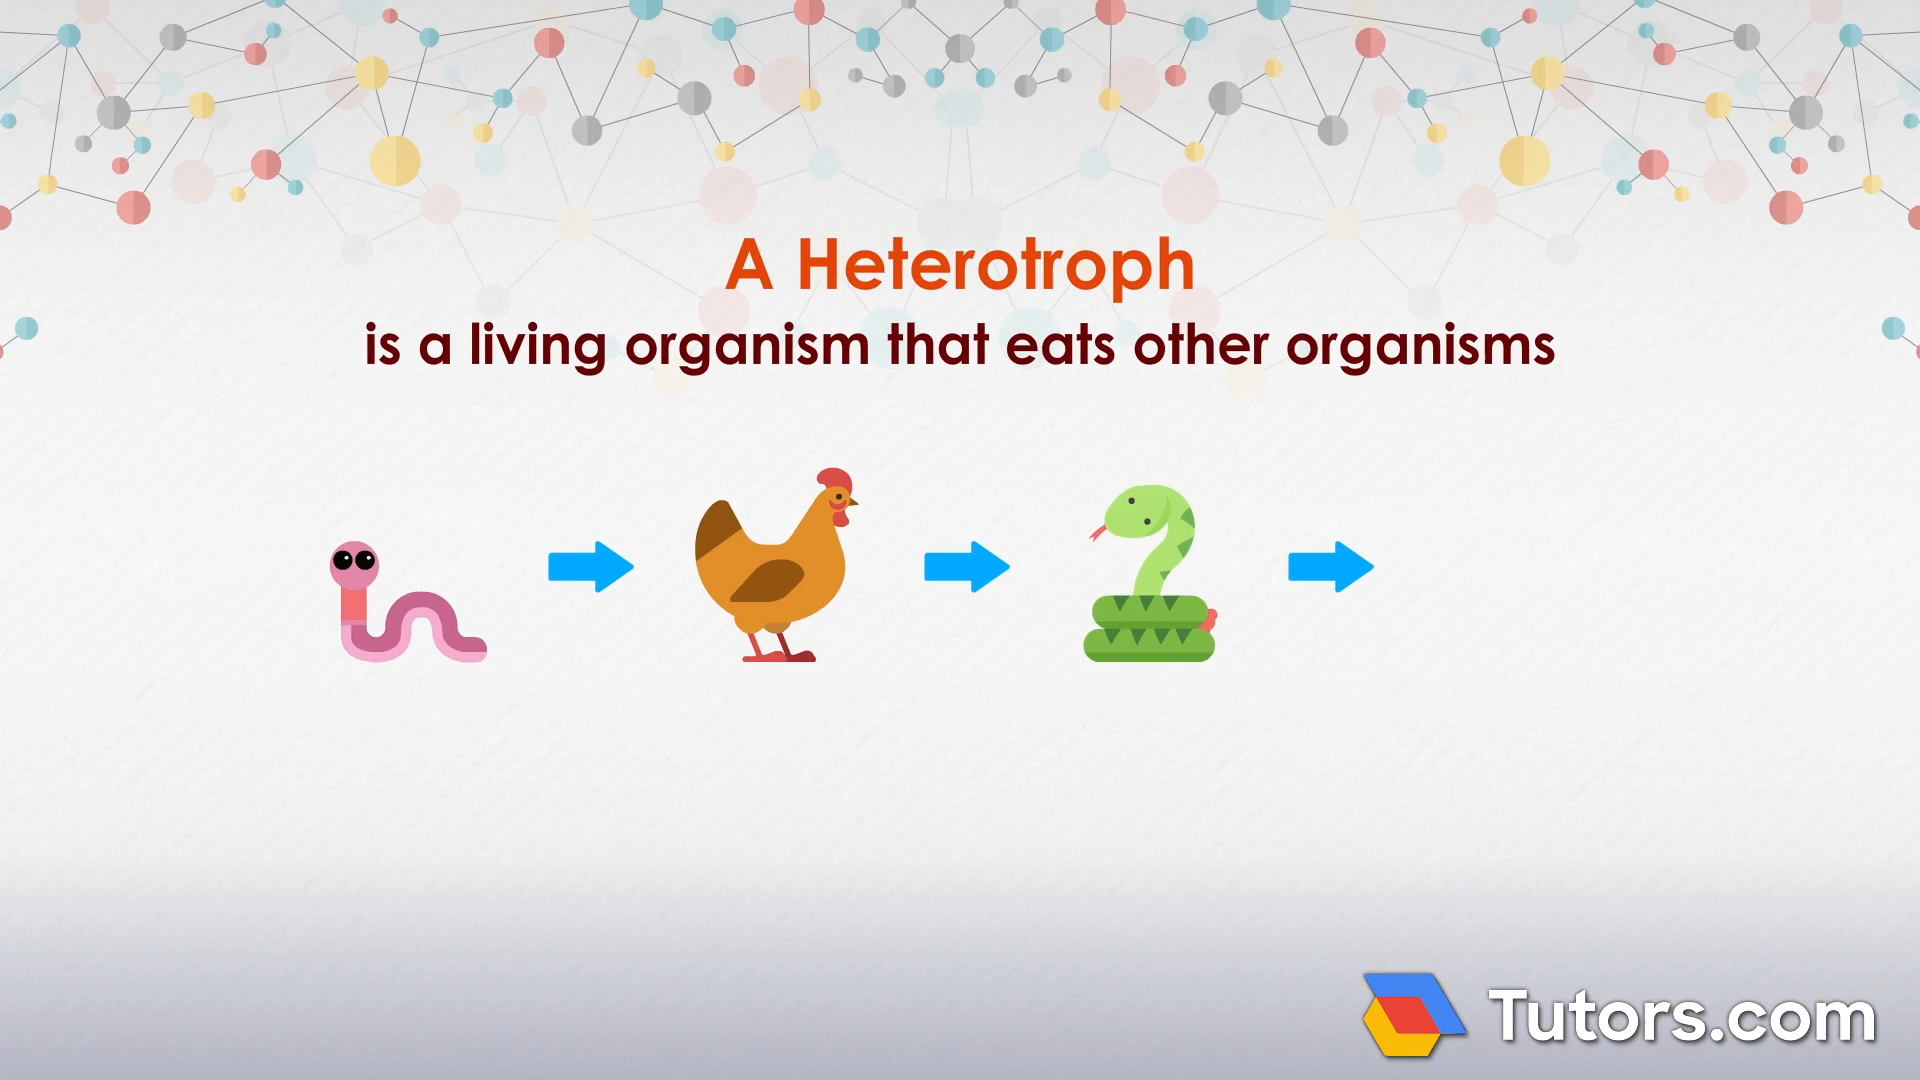 A Heterotroph
is a living organism that eats other organisms
Tutors.com